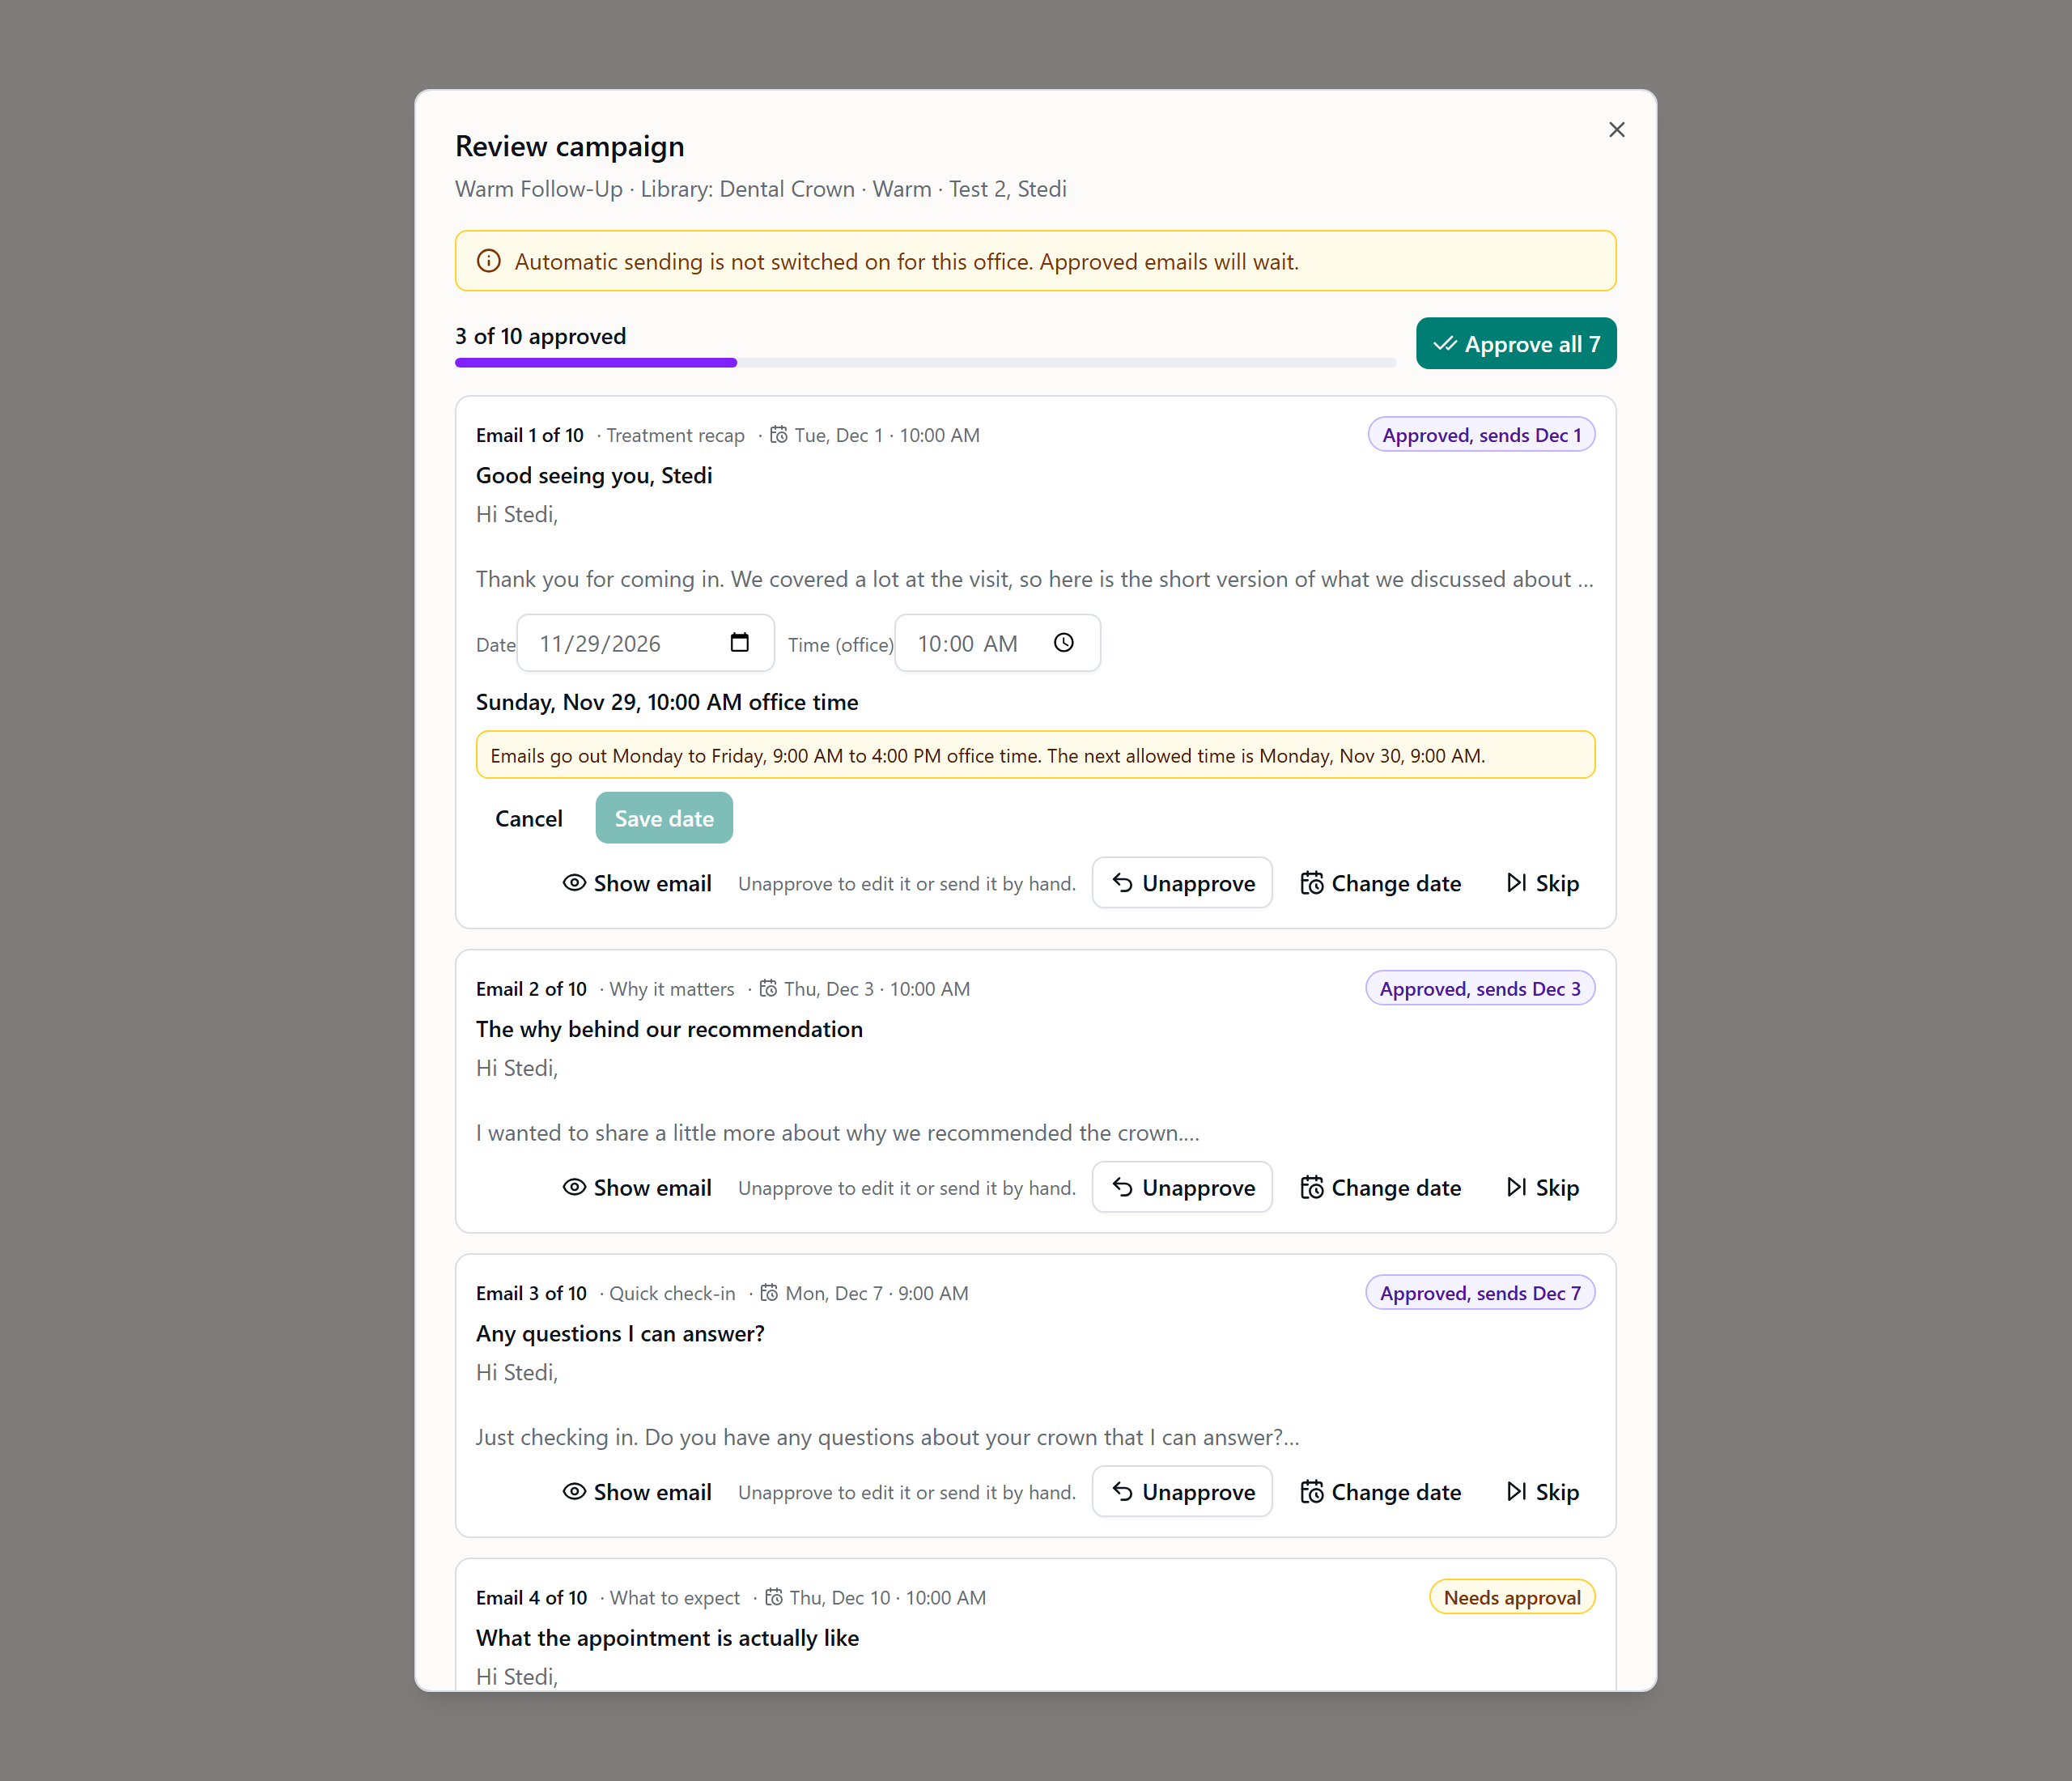 Review campaign
Warm Follow-Up · Library: Dental Crown · Warm · Test 2, Stedi
Automatic sending is not switched on for this office. Approved emails will wait.
3 of 10 approved
Approve all 7
Email 1 of 10 · Treatment recap · Tue, Dec 1 · 10:00 AM
Approved, sends Dec 1
Good seeing you, Stedi
Hi Stedi,
Thank you for coming in. We covered a lot at the visit, so here is the short version of what we discussed about ...
Date 11/29/2026 Time (office) 10:00 AM
Sunday, Nov 29, 10:00 AM office time
Emails go out Monday to Friday, 9:00 AM to 4:00 PM office time. The next allowed time is Monday, Nov 30, 9:00 AM.
Cancel Save date
Show email Unapprove to edit it or send it by hand. Unapprove Change date Skip
Email 2 of 10 · Why it matters · Thu, Dec 3 · 10:00 AM
Approved, sends Dec 3
The why behind our recommendation
Hi Stedi,
I wanted to share a little more about why we recommended the crown....
Show email Unapprove to edit it or send it by hand. Unapprove Change date Skip
Email 3 of 10 · Quick check-in · Mon, Dec 7 · 9:00 AM
Approved, sends Dec 7
Any questions I can answer?
Hi Stedi,
Just checking in. Do you have any questions about your crown that I can answer?...
Show email Unapprove to edit it or send it by hand. Unapprove Change date Skip
Email 4 of 10 · What to expect · Thu, Dec 10 · 10:00 AM
Needs approval
What the appointment is actually like
Hi Stedi,